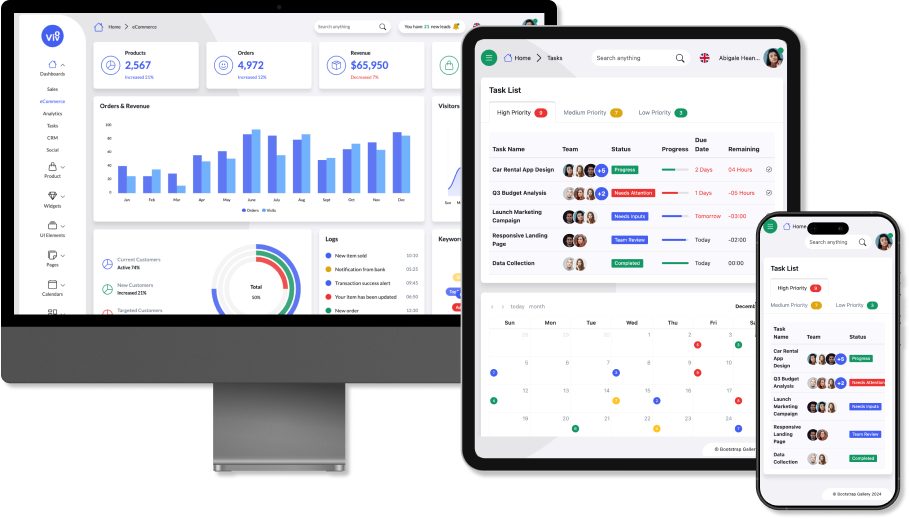 vi
Home > eCommerce
Search anything
You have 21 new leads
Dashboards
Sales
eCommerce
Analytics
Tasks
CRM
Social
Product
Widgets
UI Elements
Pages
Calendars
Products
2,567
Increased 21%
Orders
4,972
Increased 12%
Revenue
$65,950
Decreased 7%
Orders & Revenue
100
80
60
40
20
0
Jan Feb Mar Apr May June July Aug Sept Oct Nov Dec
Orders Visits
Visitors
Sun
Current Customers
Active 74%
New Customers
Increased 21%
Targeted Customers
Total
50%
Logs
New item sold 10:30
Notification from bank 05:25
Transaction success alert 09:45
Your item has been updated 06:50
New order 12:30
Keywor
Home > Tasks
Search anything
Abigale Hean...
Task List
High Priority 9
Medium Priority 7
Low Priority 3
Task Name Team Status Progress Due Date Remaining
Car Rental App Design +5 Progress 2 Days 04 Hours
Q3 Budget Analysis +2 Needs Attention 1 Days -05 Hours
Launch Marketing Campaign Needs Inputs Tomorrow -03:00
Responsive Landing Page Team Review Today -02:00
Data Collection Completed Today 00:00
< > today month
Decemb
Sun Mon Tue Wed Thu Fri Sa
1 2 3
5 6 7 8 9 10
12 13 14 15 16 17
19 20 21 22 23 24
© Bootstrap Galler
Home
Search anything
Task List
High Priority 9
Medium Priority 7
Low Priority 3
Task Name Team Status
Car Rental App Design +5 Progress
Q3 Budget Analysis +2 Needs Attention
Launch Marketing Campaign Needs Inputs
Responsive Landing Page Team Review
Data Collection Completed
© Bootstrap Gallery 2024